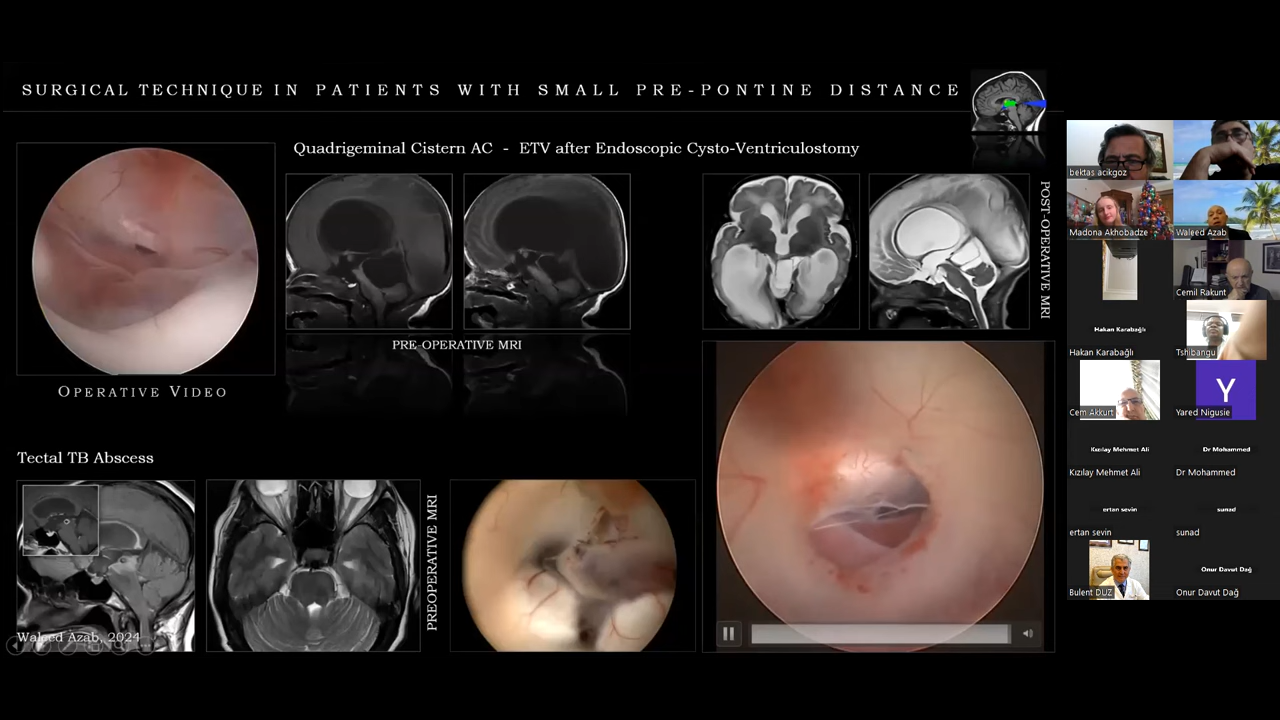 SURGICAL TECHNIQUE IN PATIENTS WITH SMALL PRE-PONTINE DISTANCE
Quadrigeminal Cistern AC - ETV after Endoscopic Cysto-Ventriculostomy
PRE-OPERATIVE MRI
POST-OPERATIVE MRI
OPERATIVE VIDEO
Tectal TB Abscess
PREOPERATIVE MRI
Waleed Azab, 2024
bektas acikgoz
Madona Akhobadze
Waleed Azab
Cemil Rakunt
Hakan Karabağlı
Hakan Karabağlı
Tshibangu
Cem Akkurt
Y
Yared Nigusie
Kızılay Mehmet Ali
Kızılay Mehmet Ali
Dr Mohammed
Dr Mohammed
ertan sevin
ertan sevin
sunad
sunad
Bulent DUZ
Onur Davut Dağ
Onur Davut Dağ